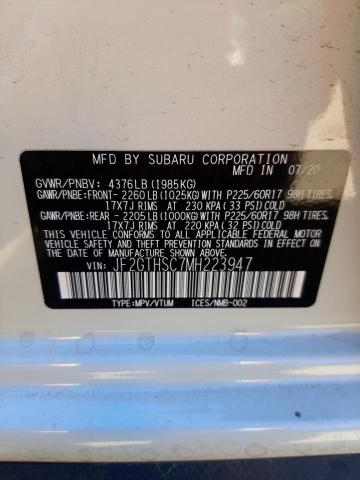 MFD BY SUBARU CORPORATION
MFD IN 07/20
GVWR/PNBV: 4376LB (1985KG)
GAWR/PNBE: FRONT- 2260LB (1025KG) WITH P225/60R17 98H TIRES,
17X7J RIMS AT 230 KPA(33 PSI)COLD
GAWR/PNBE: REAR - 2205LB (1000KG) WITH P225/60R17 98H TIRES,
17X7J RIMS AT 220 KPA(32 PSI)COLD
THIS VEHICLE CONFORMS TO ALL APPLICABLE
FEDERAL MOTOR VEHICLE SAFETY, BUMPER, AND
THEFT PREVENTION STANDARDS IN EFFECT ON
THE DATE OF MANUFACTURE SHOWN ABOVE.
VIN: JF2GTHSC7MH223947
TYPE:MPV/VTUM ICES/NMB-002